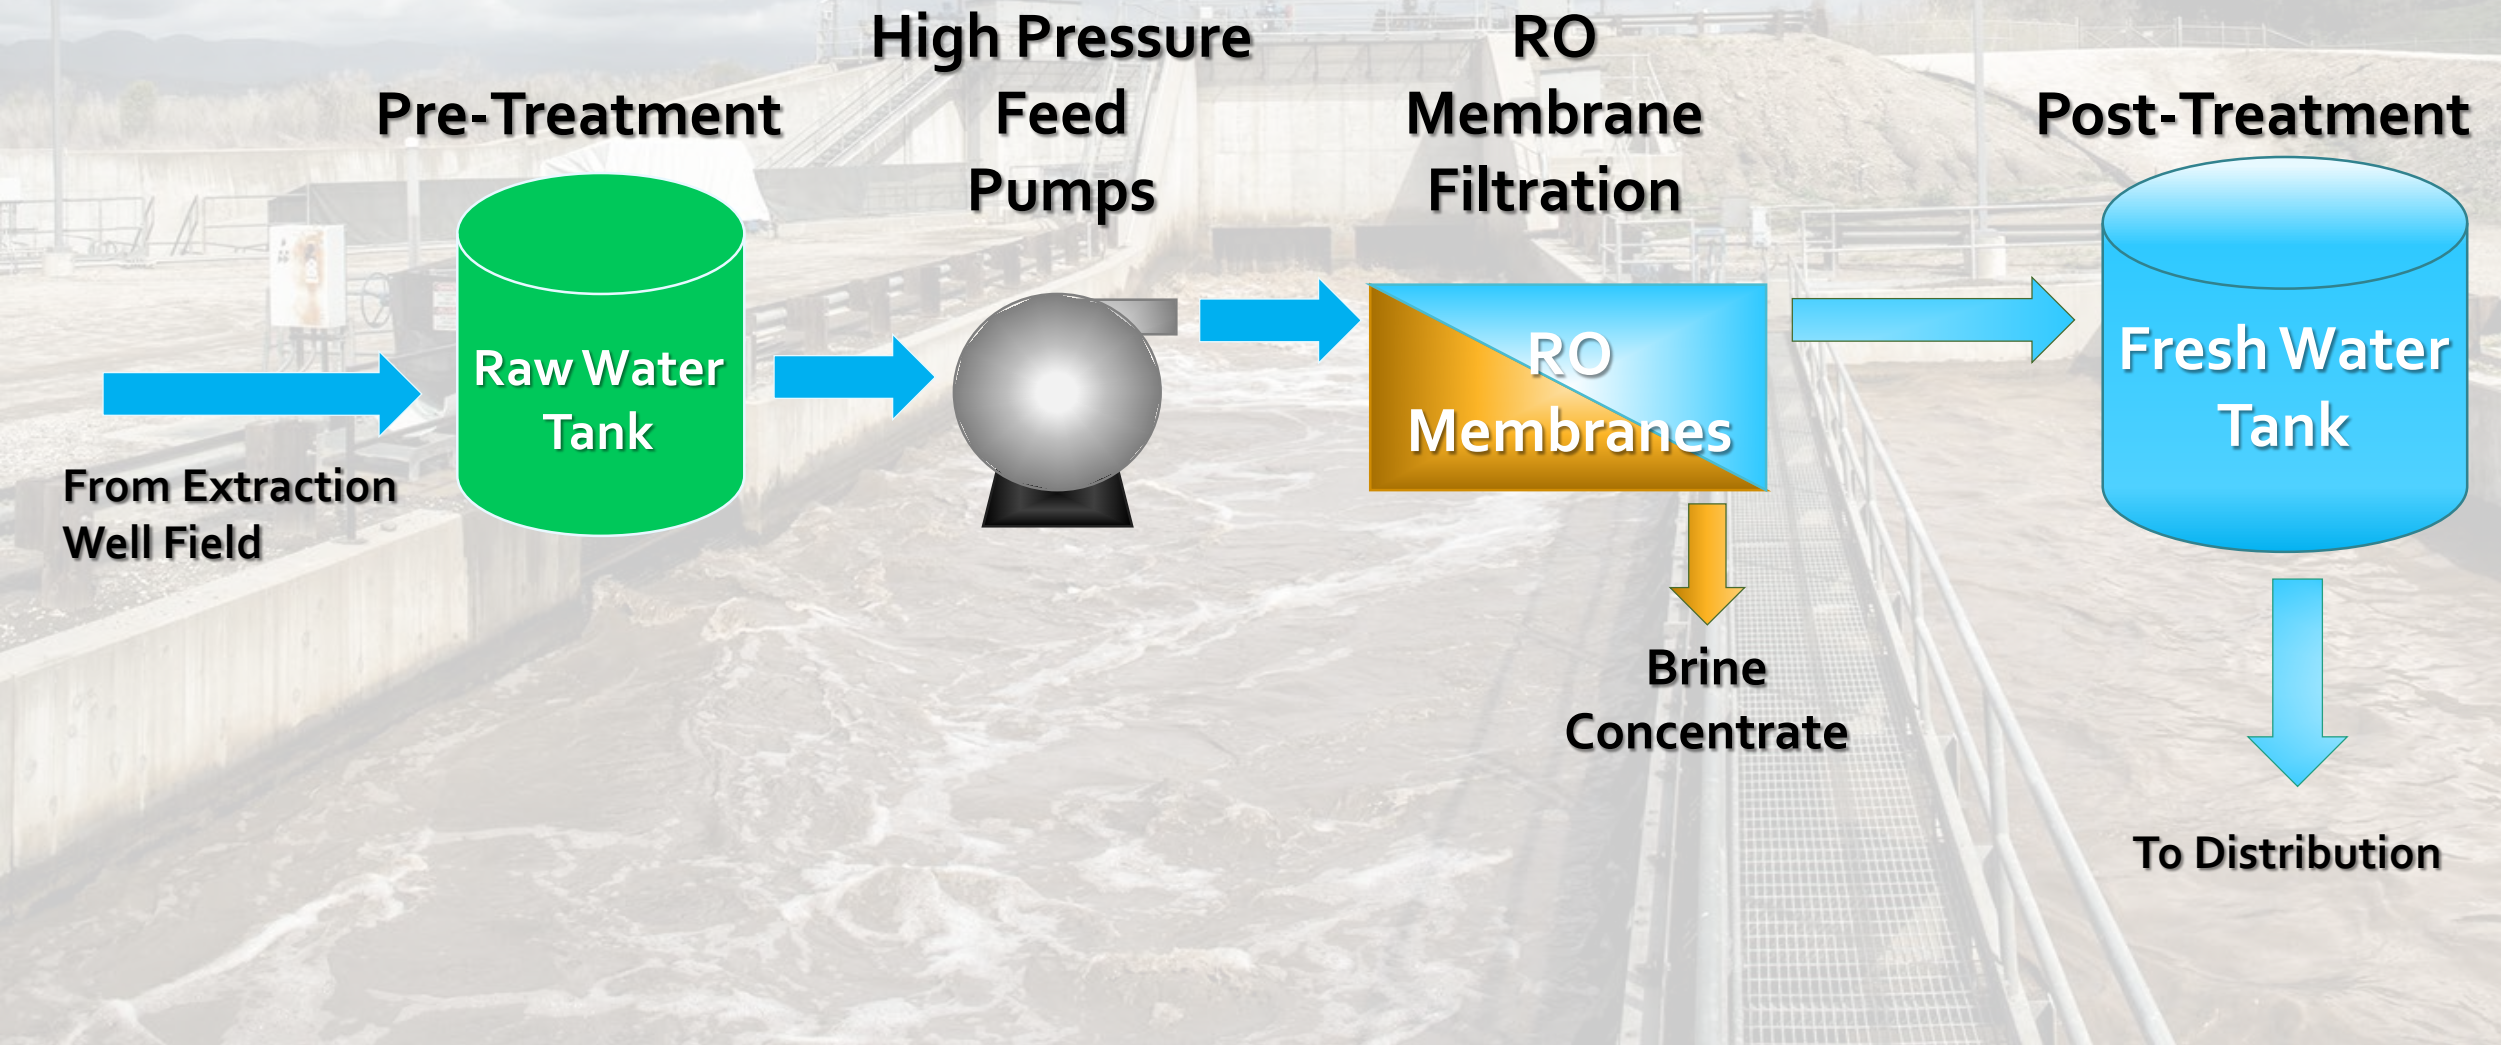 High Pressure
Feed
Pumps
RO
Membrane
Filtration
Pre-Treatment
Post-Treatment
Raw Water
Tank
RO
Membranes
Fresh Water
Tank
From Extraction
Well Field
Brine
Concentrate
To Distribution